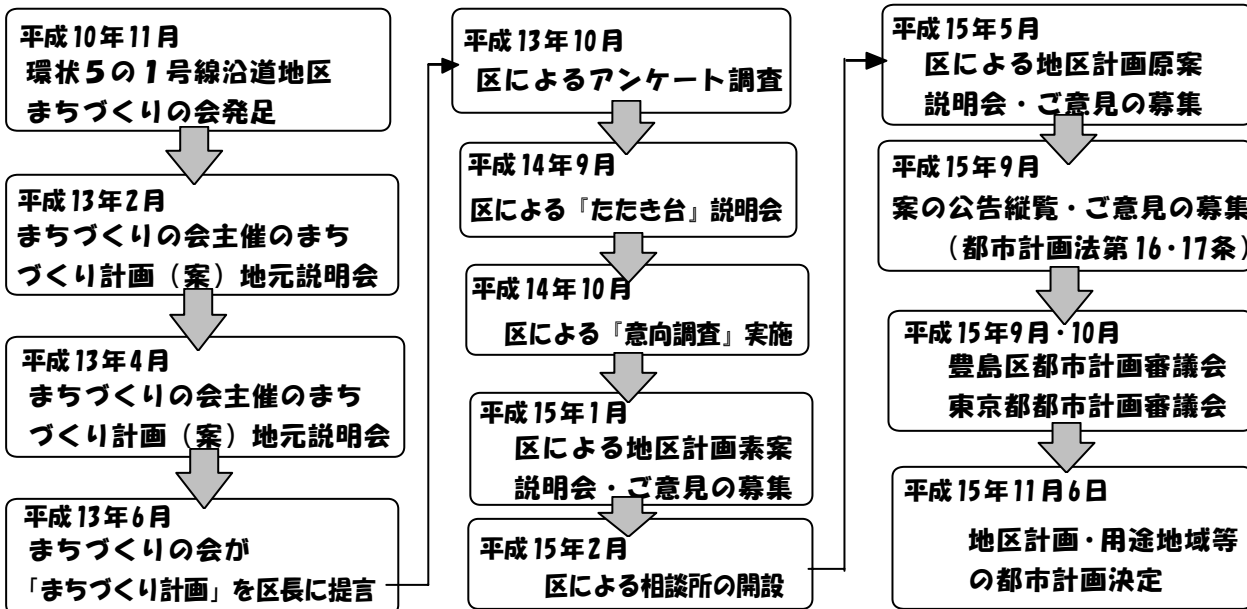 平成10年11月
環状5の1号線沿道地区
まちづくりの会発足
平成13年2月
まちづくりの会主催のまち
づくり計画（案）地元説明会
平成13年4月
まちづくりの会主催のまち
づくり計画（案）地元説明会
平成13年6月
まちづくりの会が
「まちづくり計画」を区長に提言
平成13年10月
区によるアンケート調査
平成14年9月
区による『たたき台』説明会
平成14年10月
区による『意向調査』実施
平成15年1月
区による地区計画素案
説明会・ご意見の募集
平成15年2月
区による相談所の開設
平成15年5月
区による地区計画原案
説明会・ご意見の募集
平成15年9月
案の公告縦覧・ご意見の募集
（都市計画法第16・17条）
平成15年9月・10月
豊島区都市計画審議会
東京都都市計画審議会
平成15年11月6日
地区計画・用途地域等
の都市計画決定